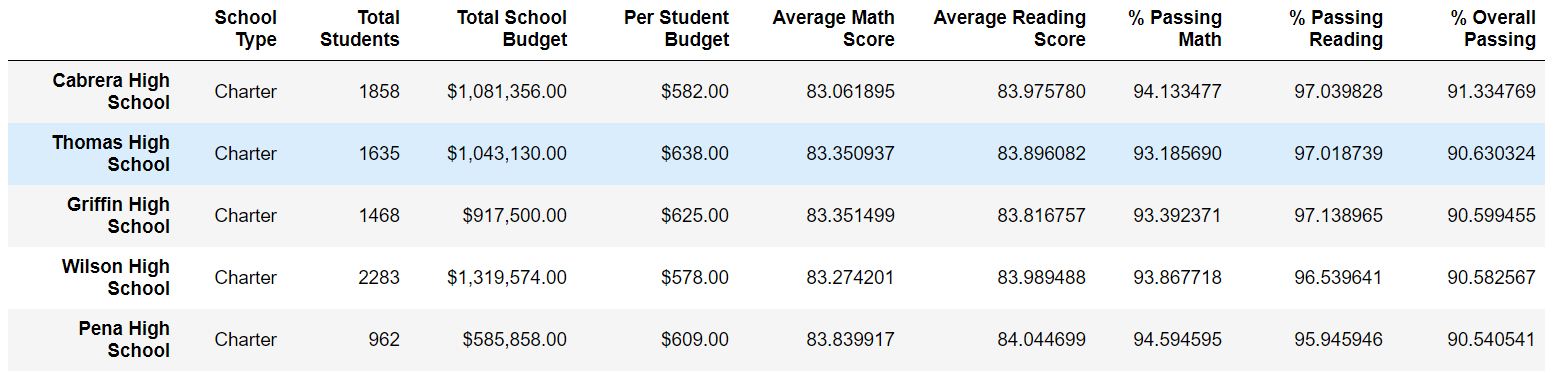 School Type Total Students Total School Budget Per Student Budget Average Math Score Average Reading Score % Passing Math % Passing Reading % Overall Passing
Cabrera High School Charter 1858 $1,081,356.00 $582.00 83.061895 83.975780 94.133477 97.039828 91.334769
Thomas High School Charter 1635 $1,043,130.00 $638.00 83.350937 83.896082 93.185690 97.018739 90.630324
Griffin High School Charter 1468 $917,500.00 $625.00 83.351499 83.816757 93.392371 97.138965 90.599455
Wilson High School Charter 2283 $1,319,574.00 $578.00 83.274201 83.989488 93.867718 96.539641 90.582567
Pena High School Charter 962 $585,858.00 $609.00 83.839917 84.044699 94.594595 95.945946 90.540541